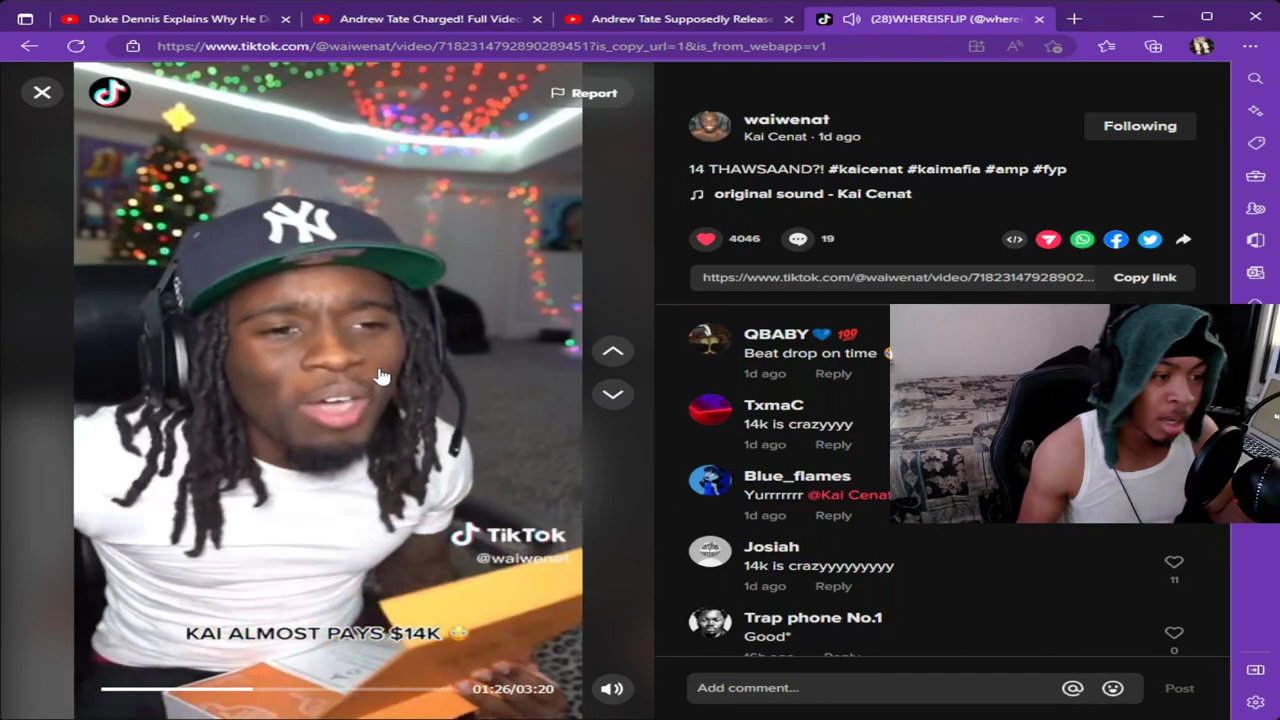 Duke Dennis Explains Why He D
Andrew Tate Charged! Full Vide
Andrew Tate Supposedly Release
(28)WHEREISFLIP (@wherei
https://www.tiktok.com/@waiwenat/video/7182314792890289451?is_copy_url=1&is_from_webapp=v1
Report
waiwenat
Kai Cenat · 1d ago
Following
14 THAWSAAND?! #kaicenat #kaimafia #amp #fyp
original sound - Kai Cenat
4046
19
https://www.tiktok.com/@waiwenat/video/71823147928902...
Copy link
QBABY💙 💯
Beat drop on time
1d ago Reply
TxmaC
14k is crazyyyy
1d ago Reply
Blue_flames
Yurrrrrrr @Kai Cenat
1d ago Reply
Josiah
14k is crazyyyyyyyyy
1d ago Reply
11
Trap phone No.1
Good*
0
NY
TikTok
@waiwenat
KAI ALMOST PAYS $14K 😳
01:26/03:20
Add comment...
Post